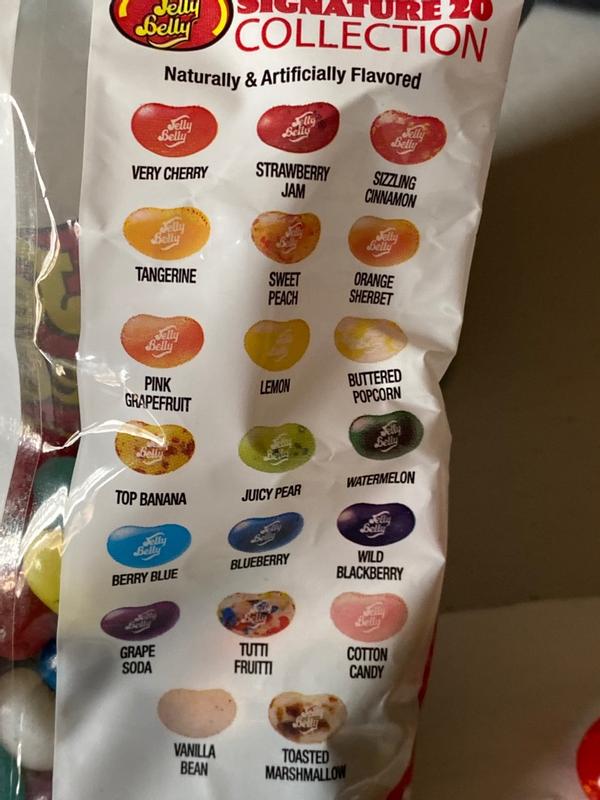 Jelly
Belly
SIGNATURE 20
COLLECTION
Naturally & Artificially Flavored
VERY CHERRY
STRAWBERRY
JAM
SIZZLING
CINNAMON
TANGERINE
SWEET
PEACH
ORANGE
SHERBET
PINK
GRAPEFRUIT
LEMON
BUTTERED
POPCORN
TOP BANANA
JUICY PEAR
WATERMELON
BERRY BLUE
BLUEBERRY
WILD
BLACKBERRY
GRAPE
SODA
TUTTI
FRUITTI
COTTON
CANDY
VANILLA
BEAN
TOASTED
MARSHMALLOW